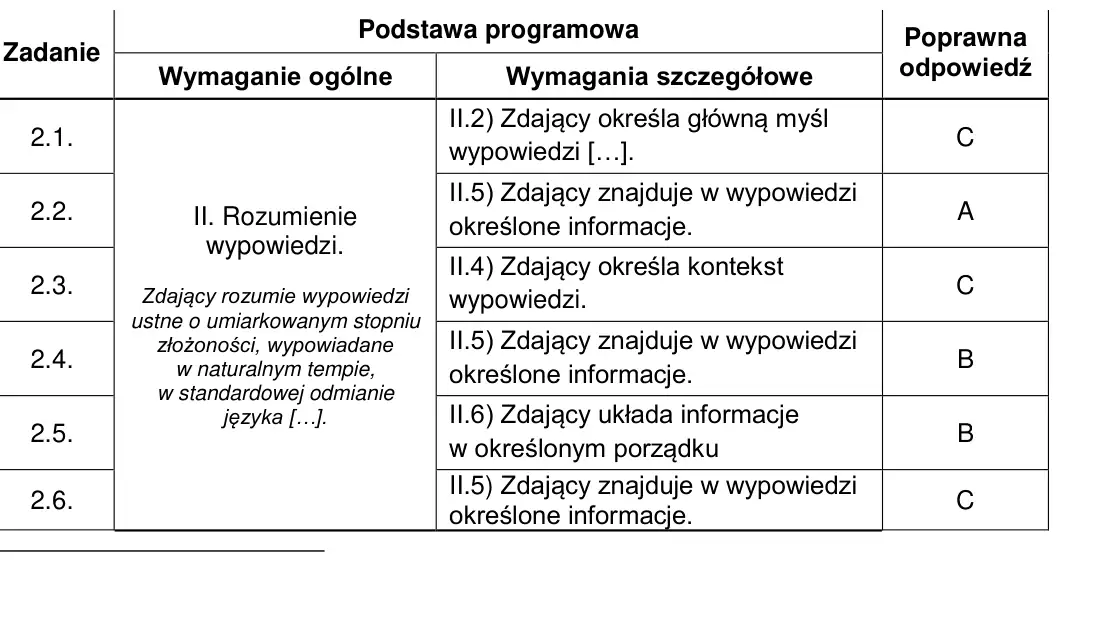 Zadanie
Podstawa programowa
Poprawna
odpowiedź
Wymaganie ogólne
Wymagania szczegółowe
2.1.
II. Rozumienie
wypowiedzi.
Zdający rozumie wypowiedzi
ustne o umiarkowanym stopniu
złożoności, wypowiadane
w naturalnym tempie,
w standardowej odmianie
języka […].
II.2) Zdający określa główną myśl
wypowiedzi […].
C
2.2.
II.5) Zdający znajduje w wypowiedzi
określone informacje.
A
2.3.
II.4) Zdający określa kontekst
wypowiedzi.
C
2.4.
II.5) Zdający znajduje w wypowiedzi
określone informacje.
B
2.5.
II.6) Zdający układa informacje
w określonym porządku
B
2.6.
II.5) Zdający znajduje w wypowiedzi
określone informacje.
C